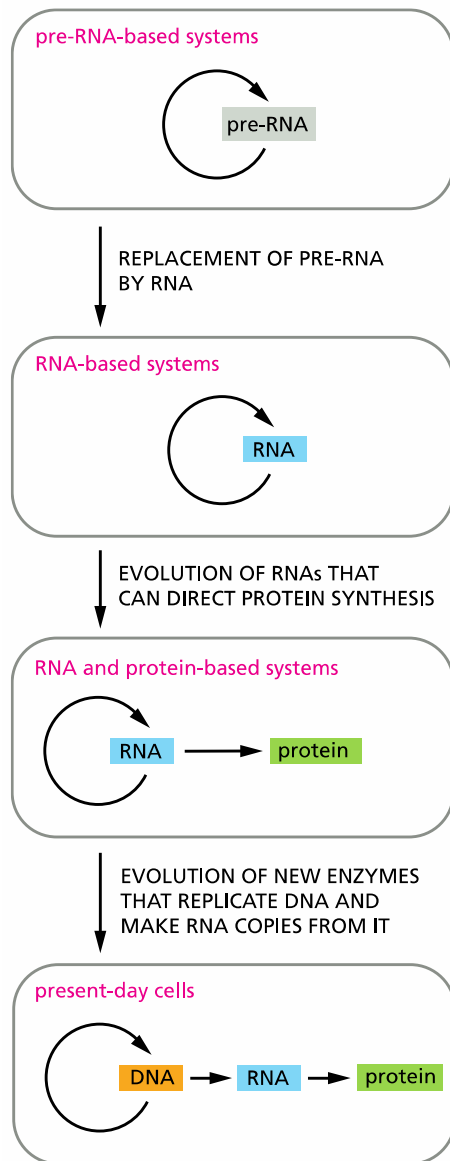 pre-RNA-based systems
pre-RNA
REPLACEMENT OF PRE-RNA
BY RNA
RNA-based systems
RNA
EVOLUTION OF RNAs THAT
CAN DIRECT PROTEIN SYNTHESIS
RNA and protein-based systems
RNA protein
EVOLUTION OF NEW ENZYMES
THAT REPLICATE DNA AND
MAKE RNA COPIES FROM IT
present-day cells
DNA RNA protein